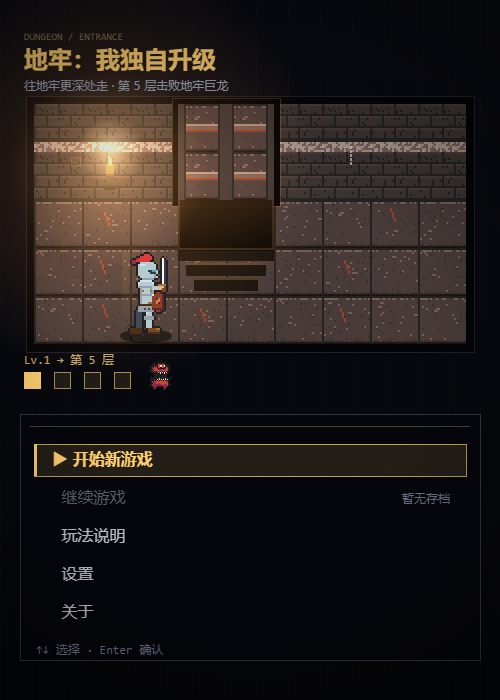 DUNGEON / ENTRANCE
地牢：我独自升级
往地牢更深处走 · 第 5 层击败地牢巨龙
Lv.1 → 第 5 层
▶ 开始新游戏
继续游戏 暂无存档
玩法说明
设置
关于
↑↓ 选择 · Enter 确认